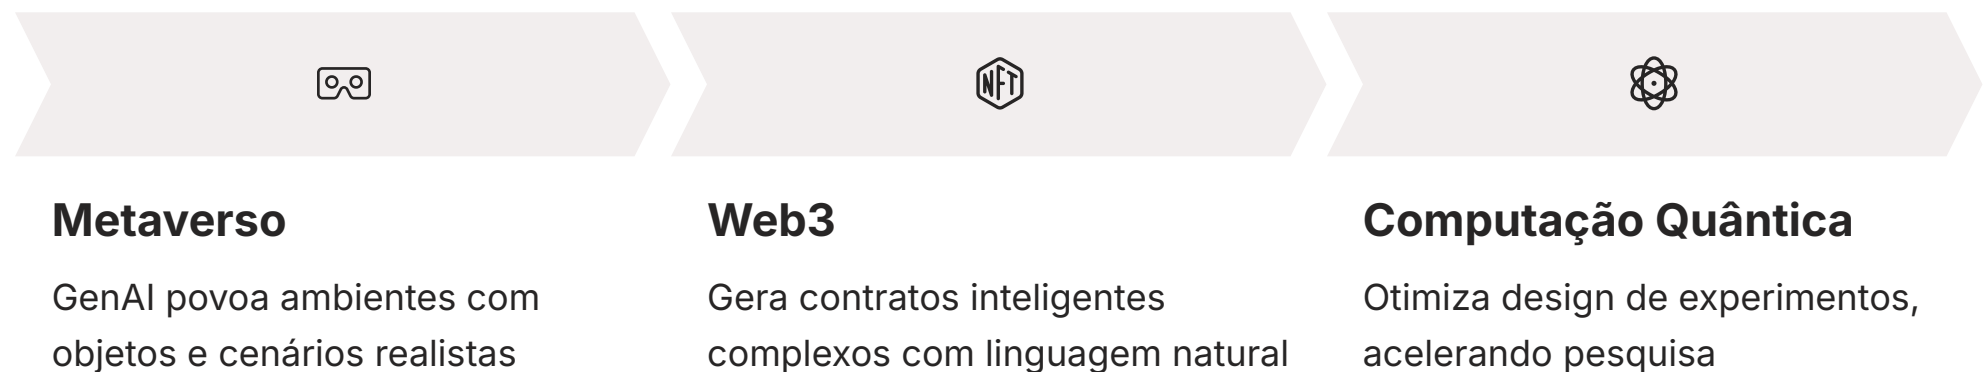 NFT
Metaverso
GenAI povoa ambientes com
objetos e cenários realistas
Web3
Gera contratos inteligentes
complexos com linguagem natural
Computação Quântica
Otimiza design de experimentos,
acelerando pesquisa